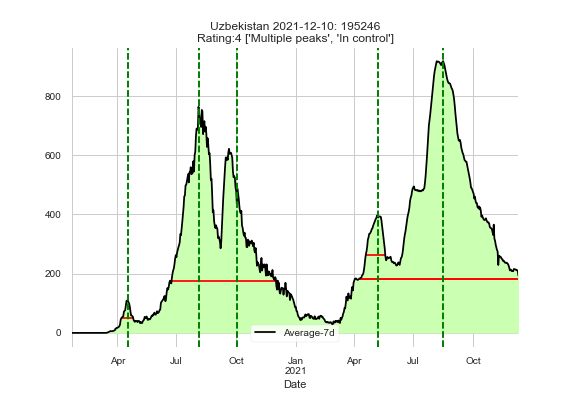 Uzbekistan 2021-12-10: 195246
Rating:4 ['Multiple peaks', 'In control']
800
600
400
200
0
Average-7d
Apr Jul Oct Jan Apr Jul Oct
2021
Date